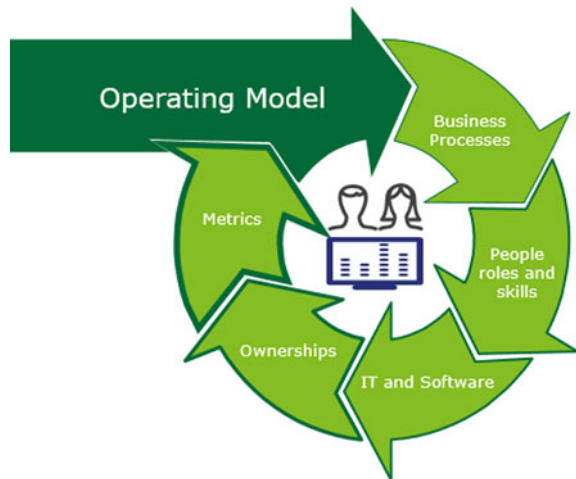 Operating Model
Business
Processes
People
roles and
skills
IT and Software
Ownerships
Metrics